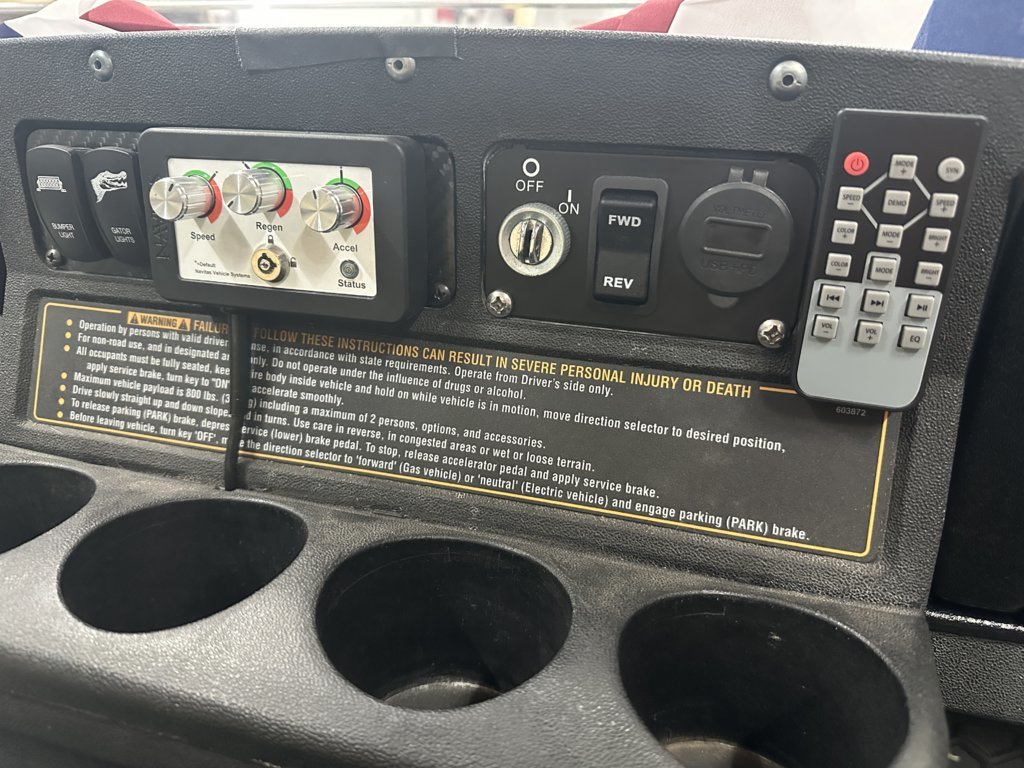 BUMPER
LIGHT
GATOR
LIGHTS
Speed
Regen
Accel
*=Default
Navitas Vehicle Systems
Status
OFF
ON
FWD
REV
USB-PD
MODE
+
SYN
SPEED
-
DEMO
SPEED
+
COLOR
+
MODE
-
BRIGHT
+
COLOR
-
MODE
BRIGHT
-
VOL
-
VOL
+
EQ
603872
WARNING FAILUR FOLLOW THESE INSTRUCTIONS CAN RESULT IN SEVERE PERSONAL INJURY OR DEATH
• Operation by persons with valid driver nse, in accordance with state requirements. Operate from Driver's side only.
• For non-road use, and in designated ar only. Do not operate under the influence of drugs or alcohol.
• All occupants must be fully seated, kee ire body inside vehicle and hold on while vehicle is in motion, move direction selector to desired position,
apply service brake, turn key to "ON" accelerate smoothly.
• Maximum vehicle payload is 800 lbs. (3 g) including a maximum of 2 persons, options, and accessories.
• Drive slowly straight up and down slope d in turns. Use care in reverse, in congested areas or wet or loose terrain.
• To release parking (PARK) brake, depres service (lower) brake pedal. To stop, release accelerator pedal and apply service brake.
• Before leaving vehicle, turn key "OFF", m e the direction selector to 'forward' (Gas vehicle) or 'neutral' (Electric vehicle) and engage parking (PARK) brake.